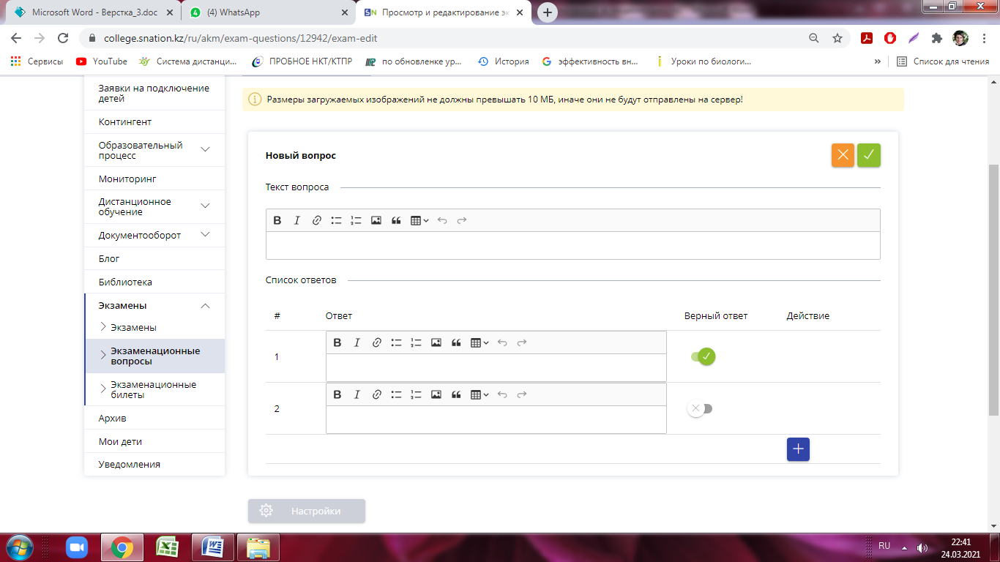 Microsoft Word - Верстка_3.doc
(4) WhatsApp
Просмотр и редактирование эк
college.snation.kz/ru/akm/exam-questions/12942/exam-edit
Сервисы
YouTube
Система дистанци...
ПРОБНОЕ НКТ/КТПР
по обновленке ур...
История
эффективность вн...
Уроки по биологи...
»
Список для чтения
Заявки на подключение
детей
Контингент
Образовательный
процесс
Мониторинг
Дистанционное
обучение
Документооборот
Блог
Библиотека
Экзамены
Экзамены
Экзаменационные
вопросы
Экзаменационные
билеты
Архив
Мои дети
Уведомления
Размеры загружаемых изображений не должны превышать 10 МБ, иначе они не будут отправлены на сервер!
Новый вопрос
Текст вопроса
B I
Список ответов
# Ответ Верный ответ Действие
B I
1
B I
2
Настройки
RU
22:41
24.03.2021